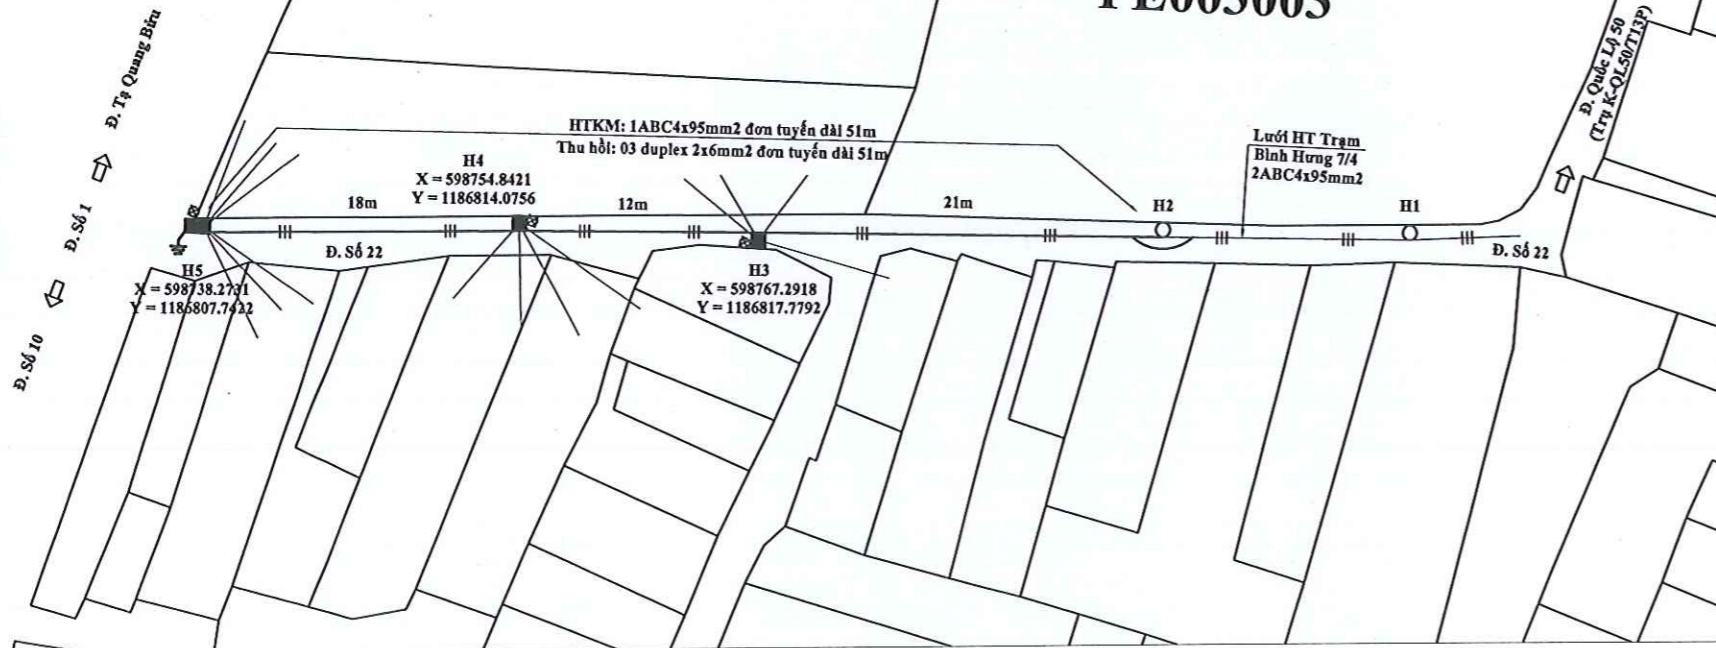 Đ. Tạ Quang Bửu
Đ. Số 1
Đ. Số 10
HTKM: 1ABC4x95mm2 đơn tuyến dài 51m
Thu hồi: 03 duplex 2x6mm2 đơn tuyến dài 51m
H4
X = 598754.8421
Y = 1186814.0756
18m
12m
21m
Lưới HT Trạm
Bình Hưng 7/4
2ABC4x95mm2
H2
H1
Đ. Quốc Lộ 50
(Trụ K-QL50/T13P)
Đ. Số 22
Đ. Số 22
H5
X = 598738.2731
Y = 1186807.7422
H3
X = 598767.2918
Y = 1186817.7792